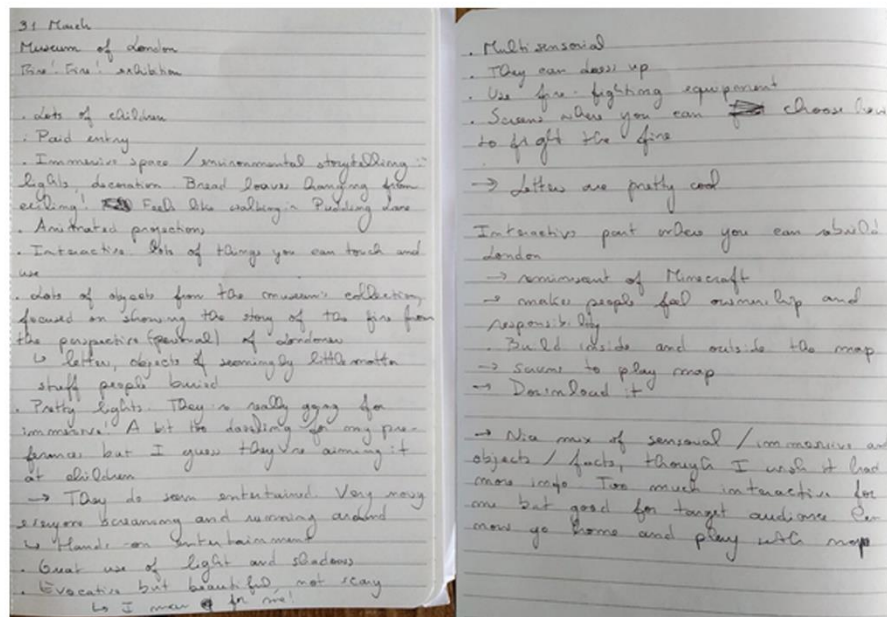 31 March
Museum of London
Fire! Fire! exhibition
. Lots of children
. Paid entry
. Immersive space / environmental storytelling :
lights, decoration. Bread loaves hanging from
ceiling! Feel like walking in Pudding Lane
. Animated projections
. Interactive lots of things you can touch and
use
. Lots of objects from the museum's collection,
focused on showing the story of the fire from
the perspective (personal) of Londoners
↳ letter, objects of seemingly little matter
stuff people buried
. Pretty lights. They're really going for
immersive! A bit too dazzling for my pre-
ference but I guess they're aiming it
at children
→ They do seem entertained. Very noisy
everyone screaming and running around
↳ Hands-on entertainment
. Great use of light and shadows
. Evocative but beautiful, not scary
↳ I mean for me!
. Multisensorial
. They can dress up
. Use fire-fighting equipment
. Screens where you can choose how
to fight the fire
→ Letters are pretty cool
Interactive part where you can rebuild
London
→ reminiscent of Minecraft
→ makes people feel ownership and
responsibility
. Build inside and outside the map
→ Screens to play map
→ Download it
→ Nice mix of sensorial / immersive and
objects / facts, though I wish it had
more info. Too much interactive for
me but good for target audience. Can
now go home and play with map